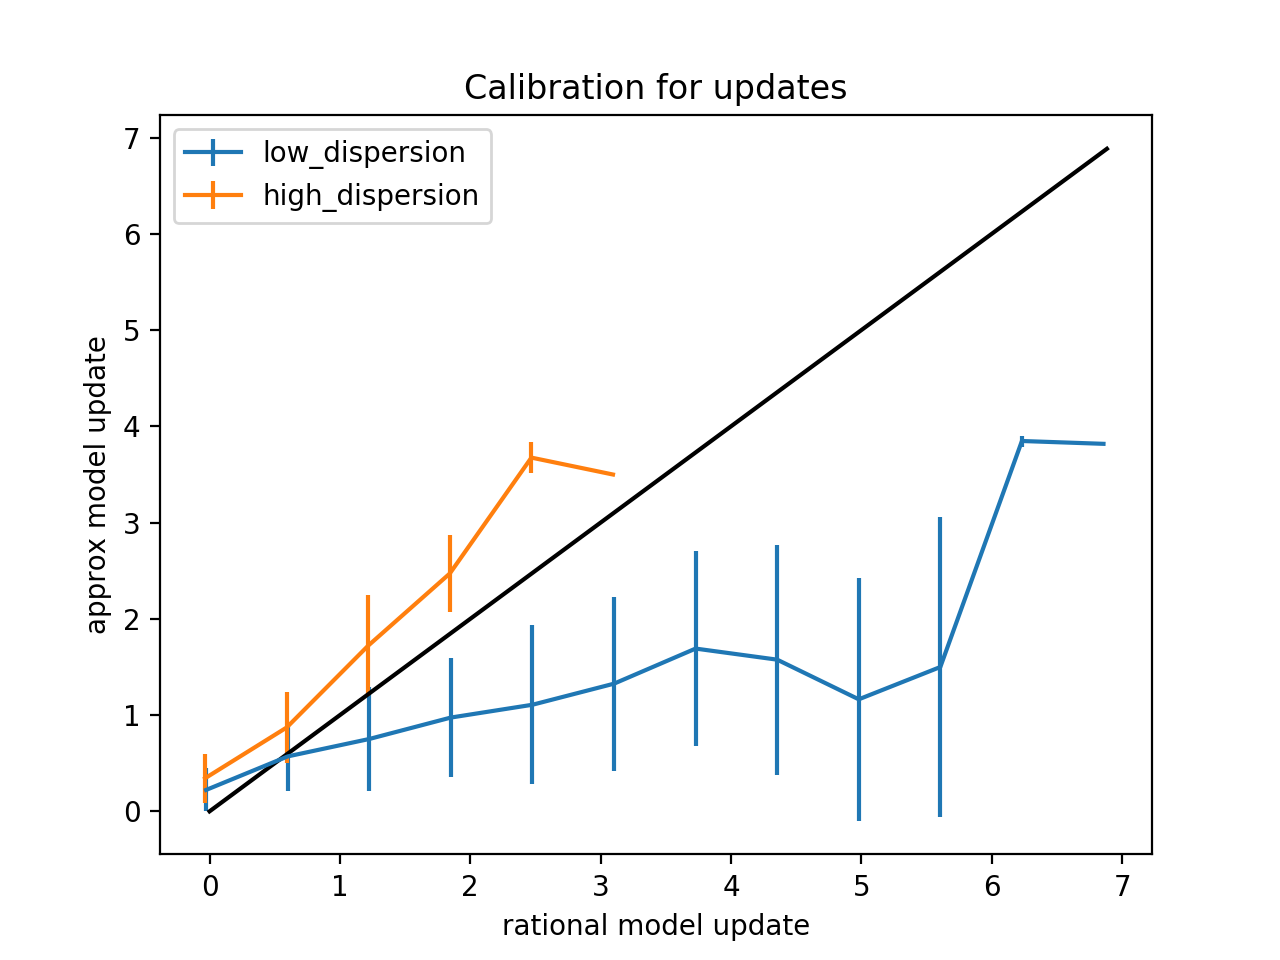 Calibration for updates
low_dispersion
high_dispersion
7
6
5
4
3
2
1
0
approx model update
0 1 2 3 4 5 6 7
rational model update